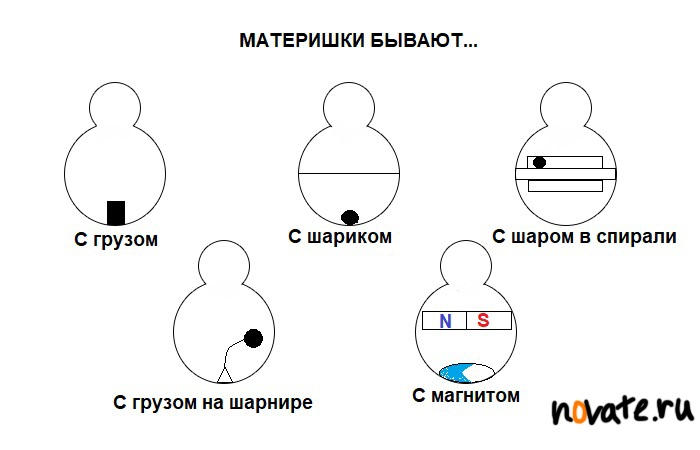 МАТЕРИШКИ БЫВАЮТ...
С грузом
С шариком
С шаром в спирали
N S
С грузом на шарнире
С магнитом
novate.ru